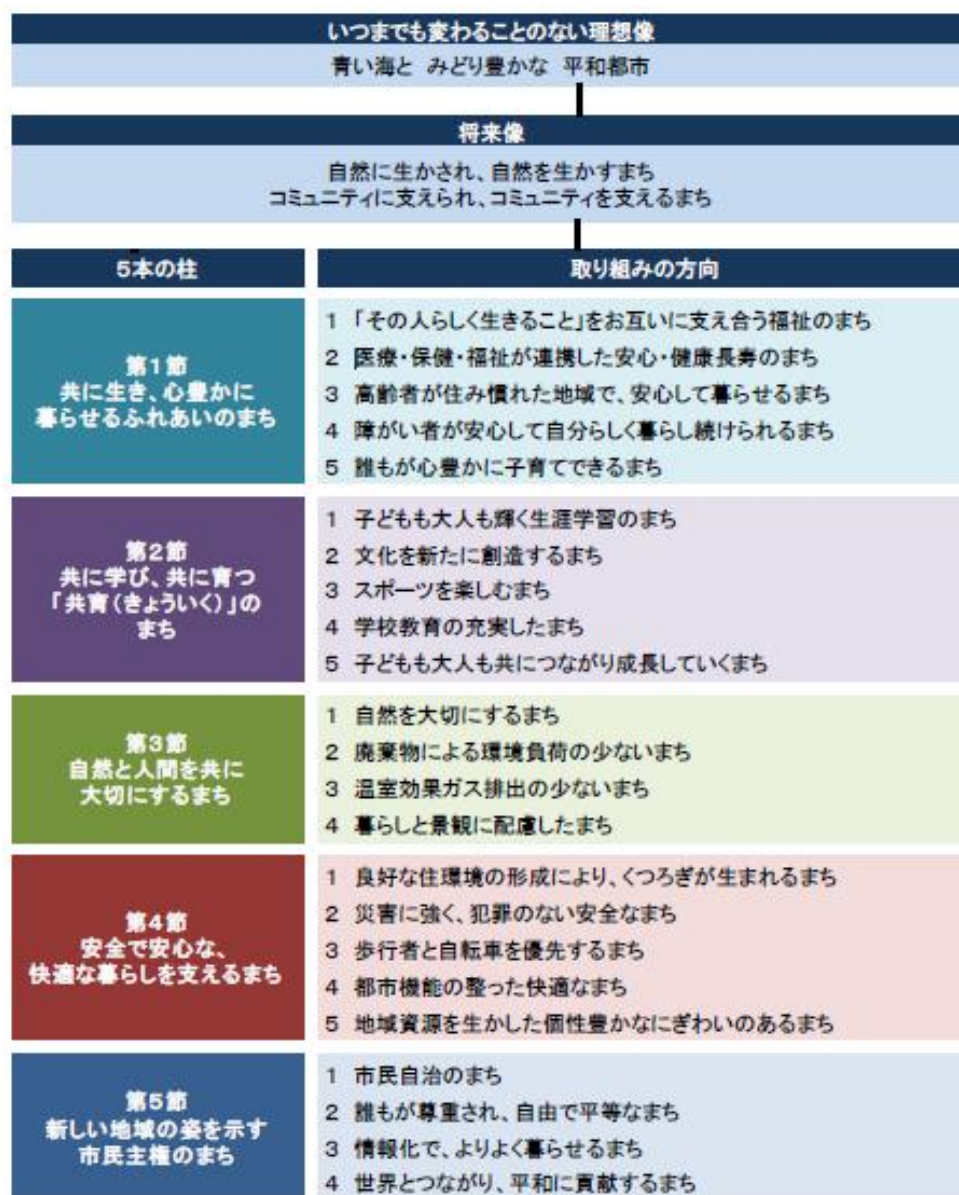 いつまでも変わることのない理想像
青い海と みどり豊かな 平和都市
将来像
自然に生かされ、自然を生かすまち
コミュニティに支えられ、コミュニティを支えるまち
5本の柱
取り組みの方向
第1節
共に生き、心豊かに
暮らせるふれあいのまち
1 「その人らしく生きること」をお互いに支え合う福祉のまち
2 医療・保健・福祉が連携した安心・健康長寿のまち
3 高齢者が住み慣れた地域で、安心して暮らせるまち
4 障がい者が安心して自分らしく暮らし続けられるまち
5 誰もが心豊かに子育てできるまち
第2節
共に学び、共に育つ
「共育(きょういく)」の
まち
1 子どもも大人も輝く生涯学習のまち
2 文化を新たに創造するまち
3 スポーツを楽しむまち
4 学校教育の充実したまち
5 子どもも大人も共につながり成長していくまち
第3節
自然と人間を共に
大切にするまち
1 自然を大切にするまち
2 廃棄物による環境負荷の少ないまち
3 温室効果ガス排出の少ないまち
4 暮らしと景観に配慮したまち
第4節
安全で安心な、
快適な暮らしを支えるまち
1 良好な住環境の形成により、くつろぎが生まれるまち
2 災害に強く、犯罪のない安全なまち
3 歩行者と自転車を優先するまち
4 都市機能の整った快適なまち
5 地域資源を生かした個性豊かなにぎわいのあるまち
第5節
新しい地域の姿を示す
市民主権のまち
1 市民自治のまち
2 誰もが尊重され、自由で平等なまち
3 情報化で、よりよく暮らせるまち
4 世界とつながり、平和に貢献するまち